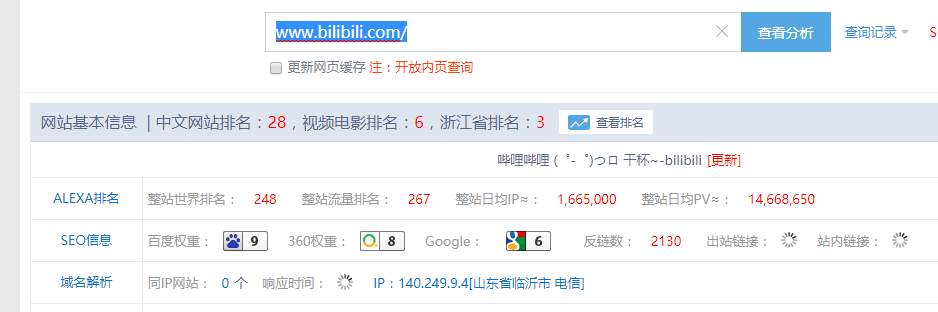 www.bilibili.com/ 查看分析 查询记录 S
更新网页缓存 注：开放内页查询
网站基本信息 | 中文网站排名：28，视频电影排名：6，浙江省排名：3 查看排名
哔哩哔哩 (゜-゜)つロ 干杯~-bilibili [更新]
ALEXA排名 整站世界排名： 248 整站流量排名： 267 整站日均IP≈： 1,665,000 整站日均PV≈： 14,668,650
SEO信息 百度权重： 9 360权重： 8 Google： 6 反链数： 2130 出站链接： 站内链接：
域名解析 同IP网站： 0 个 响应时间： IP：140.249.9.4[山东省临沂市 电信]